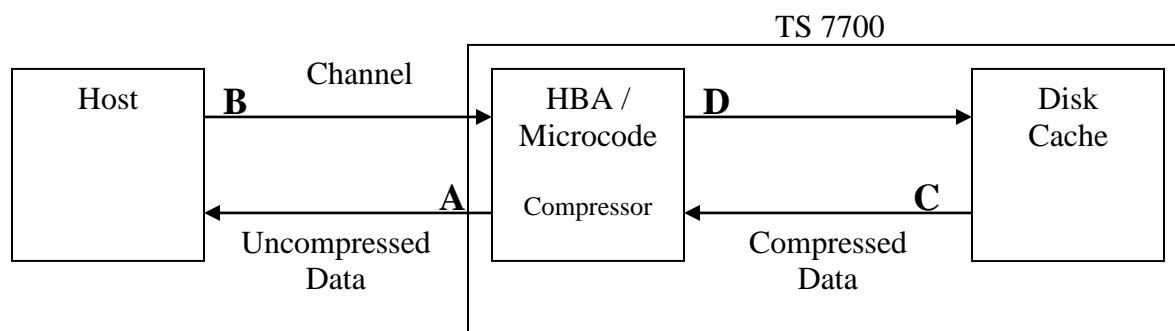 TS 7700
Host
B
Channel
HBA /
Microcode
D
Disk
Cache
A
Compressor
C
Uncompressed
Data
Compressed
Data